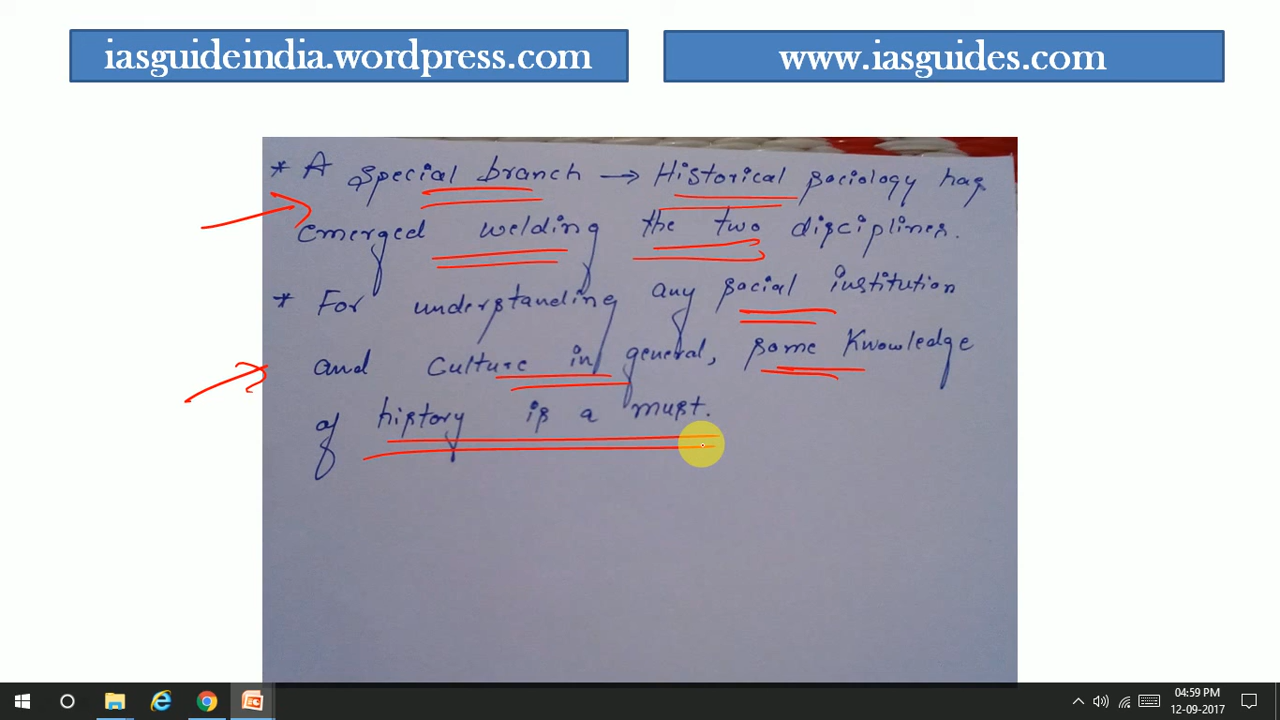 iasguideindia.wordpress.com
www.iasguides.com
* A special branch → Historical sociology has
emerged welding the two disciplines.
* For understanding any social institution
and culture in general, some knowledge
of history is a must.
04:59 PM
12-09-2017